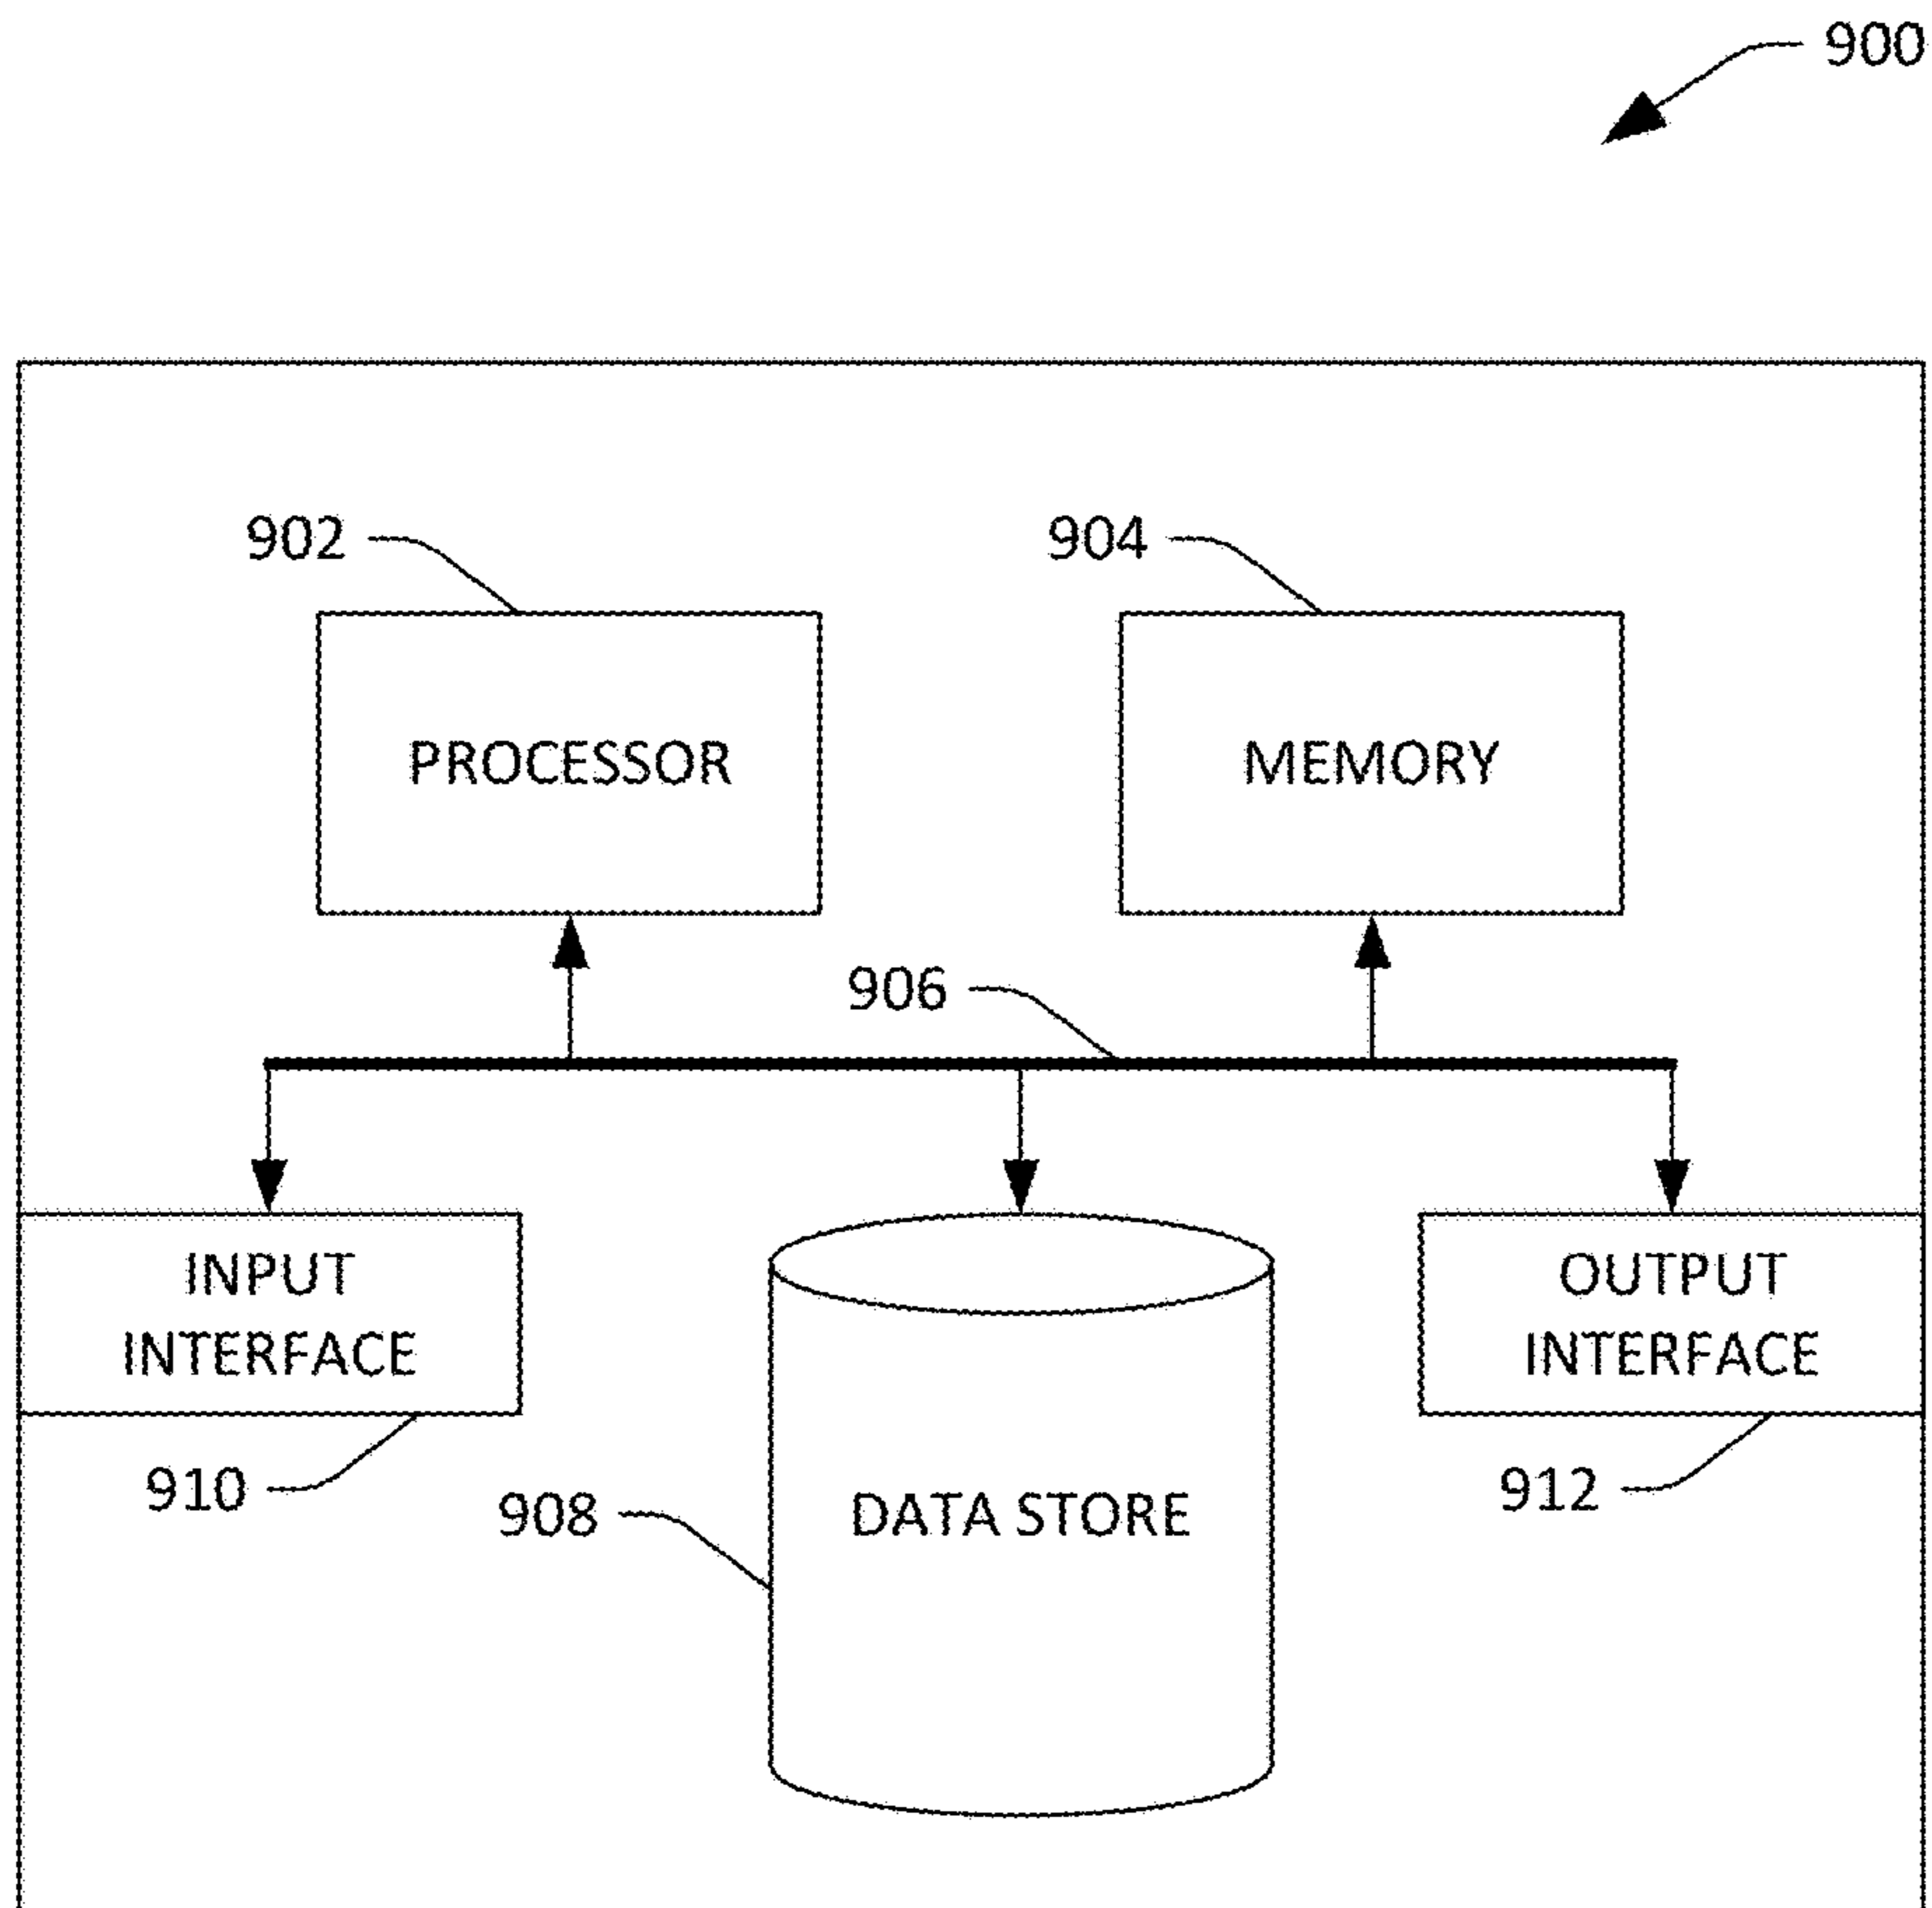 900
902
904
PROCESSOR
MEMORY
906
INPUT
INTERFACE
OUTPUT
INTERFACE
910
908
DATA STORE
912